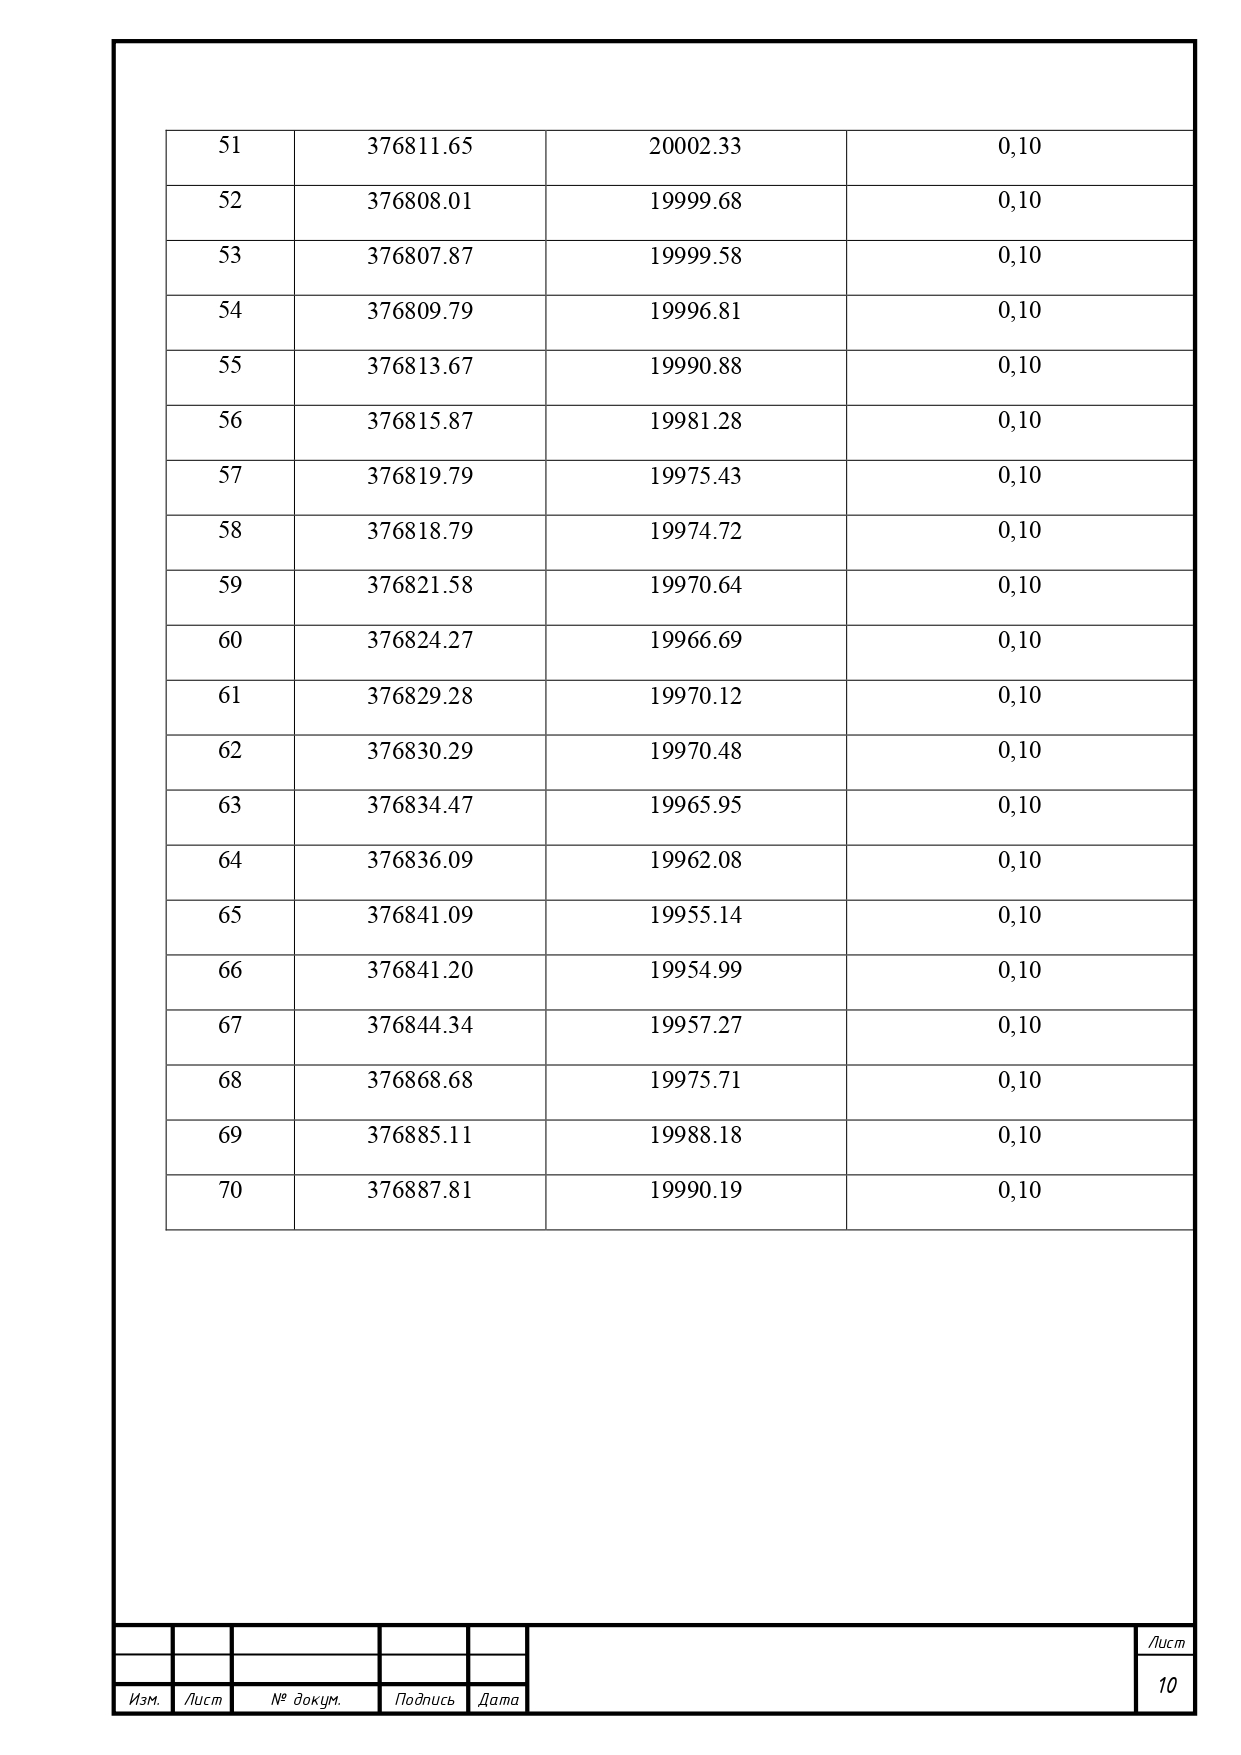 51 376811.65 20002.33 0,10
52 376808.01 19999.68 0,10
53 376807.87 19999.58 0,10
54 376809.79 19996.81 0,10
55 376813.67 19990.88 0,10
56 376815.87 19981.28 0,10
57 376819.79 19975.43 0,10
58 376818.79 19974.72 0,10
59 376821.58 19970.64 0,10
60 376824.27 19966.69 0,10
61 376829.28 19970.12 0,10
62 376830.29 19970.48 0,10
63 376834.47 19965.95 0,10
64 376836.09 19962.08 0,10
65 376841.09 19955.14 0,10
66 376841.20 19954.99 0,10
67 376844.34 19957.27 0,10
68 376868.68 19975.71 0,10
69 376885.11 19988.18 0,10
70 376887.81 19990.19 0,10
Лист
10
Изм. Лист № докум. Подпись Дата